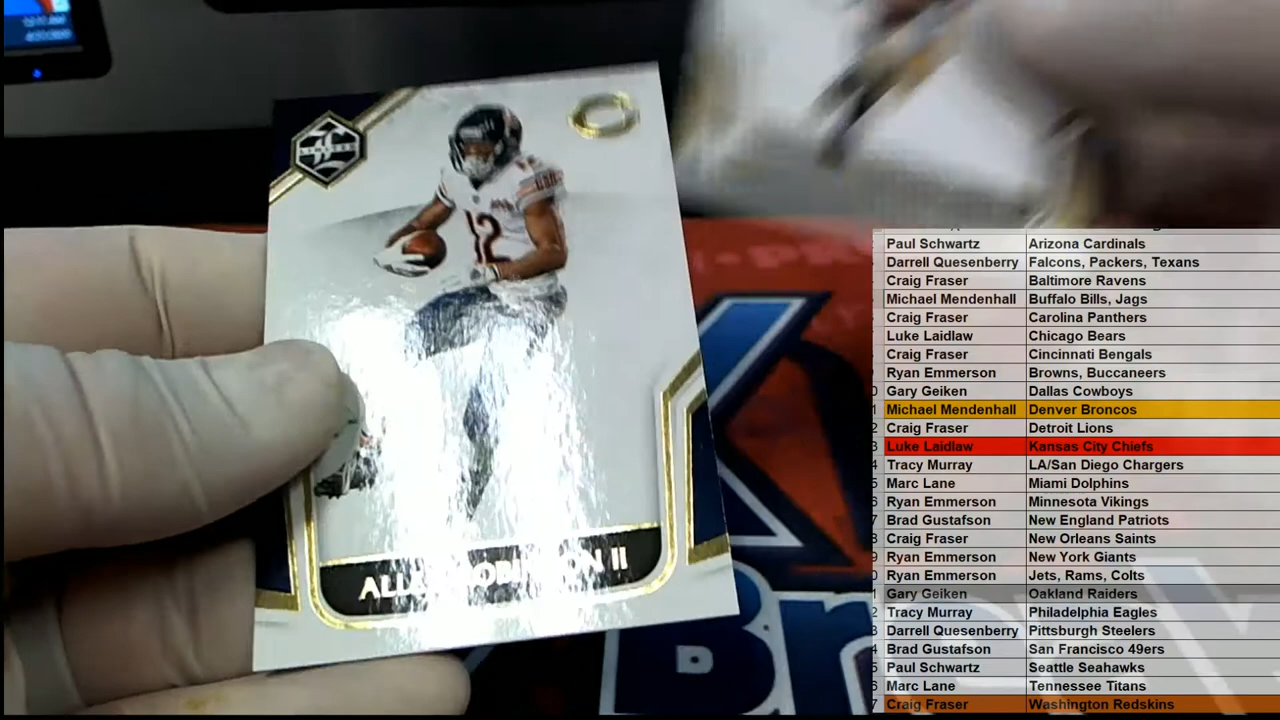 LIMITED
12
ALLEN ROBINSON II
Paul Schwartz Arizona Cardinals
Darrell Quesenberry Falcons, Packers, Texans
Craig Fraser Baltimore Ravens
Michael Mendenhall Buffalo Bills, Jags
Craig Fraser Carolina Panthers
Luke Laidlaw Chicago Bears
Craig Fraser Cincinnati Bengals
Ryan Emmerson Browns, Buccaneers
Gary Geiken Dallas Cowboys
Michael Mendenhall Denver Broncos
Craig Fraser Detroit Lions
Luke Laidlaw Kansas City Chiefs
Tracy Murray LA/San Diego Chargers
Marc Lane Miami Dolphins
Ryan Emmerson Minnesota Vikings
Brad Gustafson New England Patriots
Craig Fraser New Orleans Saints
Ryan Emmerson New York Giants
Ryan Emmerson Jets, Rams, Colts
Gary Geiken Oakland Raiders
Tracy Murray Philadelphia Eagles
Darrell Quesenberry Pittsburgh Steelers
Brad Gustafson San Francisco 49ers
Paul Schwartz Seattle Seahawks
Marc Lane Tennessee Titans
Craig Fraser Washington Redskins